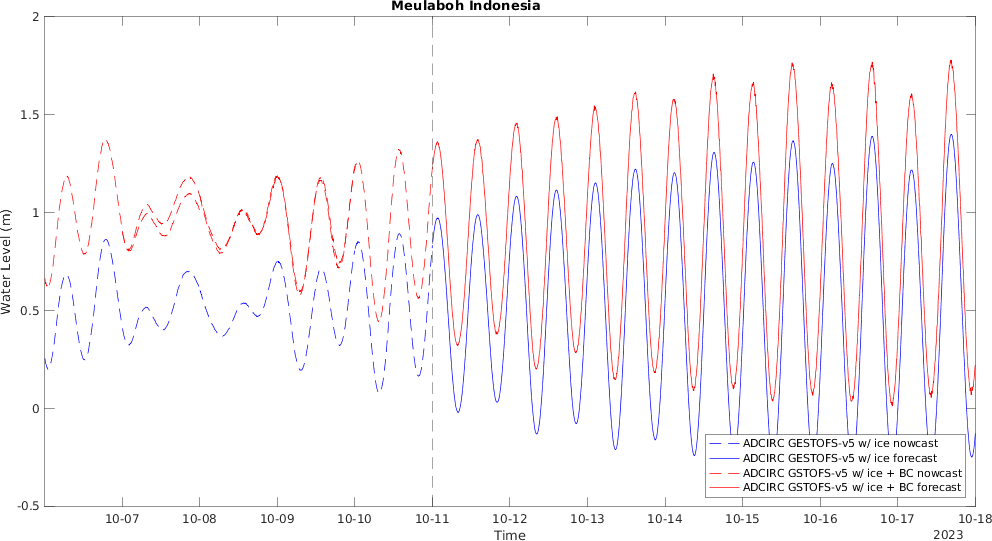 Meulaboh Indonesia
2
1.5
1
0.5
0
-0.5
Water Level (m)
ADCIRC GESTOFS-v5 w/ ice nowcast
ADCIRC GESTOFS-v5 w/ ice forecast
ADCIRC GSTOFS-v5 w/ ice + BC nowcast
ADCIRC GSTOFS-v5 w/ ice + BC forecast
10-07 10-08 10-09 10-10 10-11 10-12 10-13 10-14 10-15 10-16 10-17 10-18
Time
2023